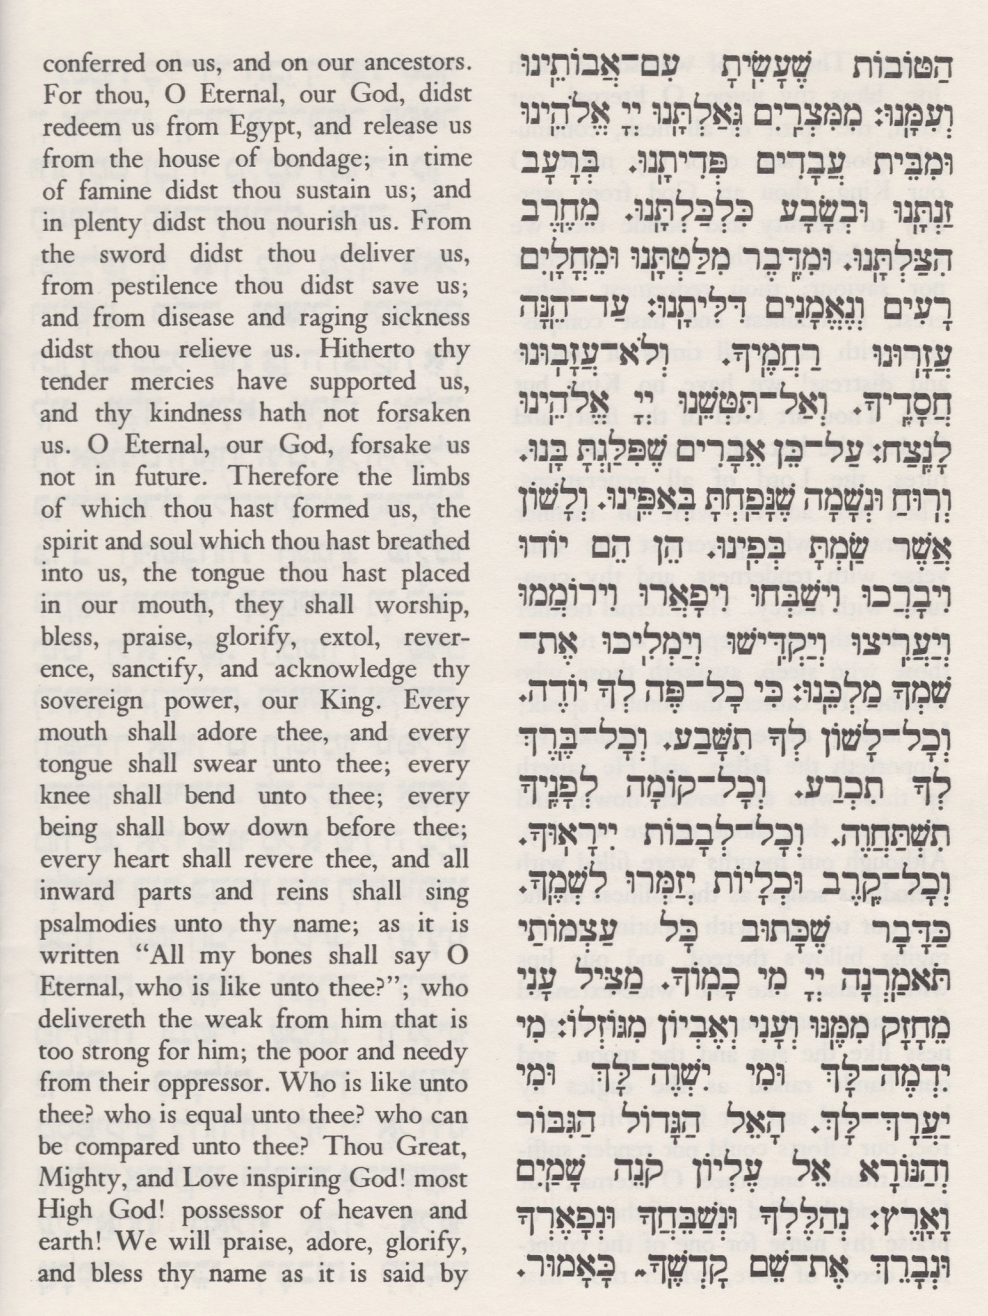 conferred on us, and on our ancestors.
For thou, O Eternal, our God, didst
redeem us from Egypt, and release us
from the house of bondage; in time
of famine didst thou sustain us; and
in plenty didst thou nourish us. From
the sword didst thou deliver us,
from pestilence thou didst save us;
and from disease and raging sickness
didst thou relieve us. Hitherto thy
tender mercies have supported us,
and thy kindness hath not forsaken
us. O Eternal, our God, forsake us
not in future. Therefore the limbs
of which thou hast formed us, the
spirit and soul which thou hast breathed
into us, the tongue thou hast placed
in our mouth, they shall worship,
bless, praise, glorify, extol, rever-
ence, sanctify, and acknowledge thy
sovereign power, our King. Every
mouth shall adore thee, and every
tongue shall swear unto thee; every
knee shall bend unto thee; every
being shall bow down before thee;
every heart shall revere thee, and all
inward parts and reins shall sing
psalmodies unto thy name; as it is
written “All my bones shall say O
Eternal, who is like unto thee?”; who
delivereth the weak from him that is
too strong for him; the poor and needy
from their oppressor. Who is like unto
thee? who is equal unto thee? who can
be compared unto thee? Thou Great,
Mighty, and Love inspiring God! most
High God! possessor of heaven and
earth! We will praise, adore, glorify,
and bless thy name as it is said by
הַטּוֹבוֹת שֶׁעָשִׂיתָ עִם־אֲבוֹתֵינוּ
וְעִמָּנוּ: מִמִּצְרַיִם גְּאַלְתָּנוּ יְיָ אֱלֹהֵינוּ
וּמִבֵּית עֲבָדִים פְּדִיתָנוּ. בְּרָעָב
זַנְתָּנוּ וּבְשָׂבָע כִּלְכַּלְתָּנוּ. מֵחֶרֶב
הִצַּלְתָּנוּ. וּמִדֶּבֶר מִלַּטְתָּנוּ וּמֵחֳלָיִם
רָעִים וְנֶאֱמָנִים דִּלִּיתָנוּ: עַד־הֵנָּה
עֲזָרוּנוּ רַחֲמֶיךָ. וְלֹא־עֲזָבוּנוּ
חֲסָדֶיךָ. וְאַל־תִּטְּשֵׁנוּ יְיָ אֱלֹהֵינוּ
לָנֶצַח: עַל־כֵּן אֵבָרִים שֶׁפִּלַּגְתָּ בָּנוּ.
וְרוּחַ וּנְשָׁמָה שֶׁנָּפַחְתָּ בְּאַפֵּינוּ. וְלָשׁוֹן
אֲשֶׁר שַׂמְתָּ בְּפִינוּ. הֵן הֵם יוֹדוּ
וִיבָרְכוּ וִישַׁבְּחוּ וִיפָאֲרוּ וִירוֹמְמוּ
וְיַעֲרִיצוּ וְיַקְדִּישׁוּ וְיַמְלִיכוּ אֶת־
שִׁמְךָ מַלְכֵּנוּ: כִּי כָל־פֶּה לְךָ יוֹדֶה.
וְכָל־לָשׁוֹן לְךָ תִשָּׁבַע. וְכָל־בֶּרֶךְ
לְךָ תִכְרַע. וְכָל־קוֹמָה לְפָנֶיךָ
תִשְׁתַּחֲוֶה. וְכָל־לְבָבוֹת יִירָאוּךָ.
וְכָל־קֶרֶב וּכְלָיוֹת יְזַמְּרוּ לִשְׁמֶךָ.
כַּדָּבָר שֶׁכָּתוּב כָּל עַצְמוֹתַי
תֹּאמַרְנָה יְיָ מִי כָמוֹךָ. מַצִּיל עָנִי
מֵחָזָק מִמֶּנּוּ וְעָנִי וְאֶבְיוֹן מִגּוֹזְלוֹ: מִי
יִדְמֶה־לָּךְ וּמִי יִשְׁוֶה־לָּךְ וּמִי
יַעֲרָךְ־לָךְ. הָאֵל הַגָּדוֹל הַגִּבּוֹר
וְהַנּוֹרָא אֵל עֶלְיוֹן קֹנֵה שָׁמַיִם
וָאָרֶץ: נְהַלֶּלְךָ וּנְשַׁבֵּחֲךָ וּנְפָאֶרְךָ
וּנְבָרֵךְ אֶת־שֵׁם קָדְשֶׁךָ. כָּאָמוּר.